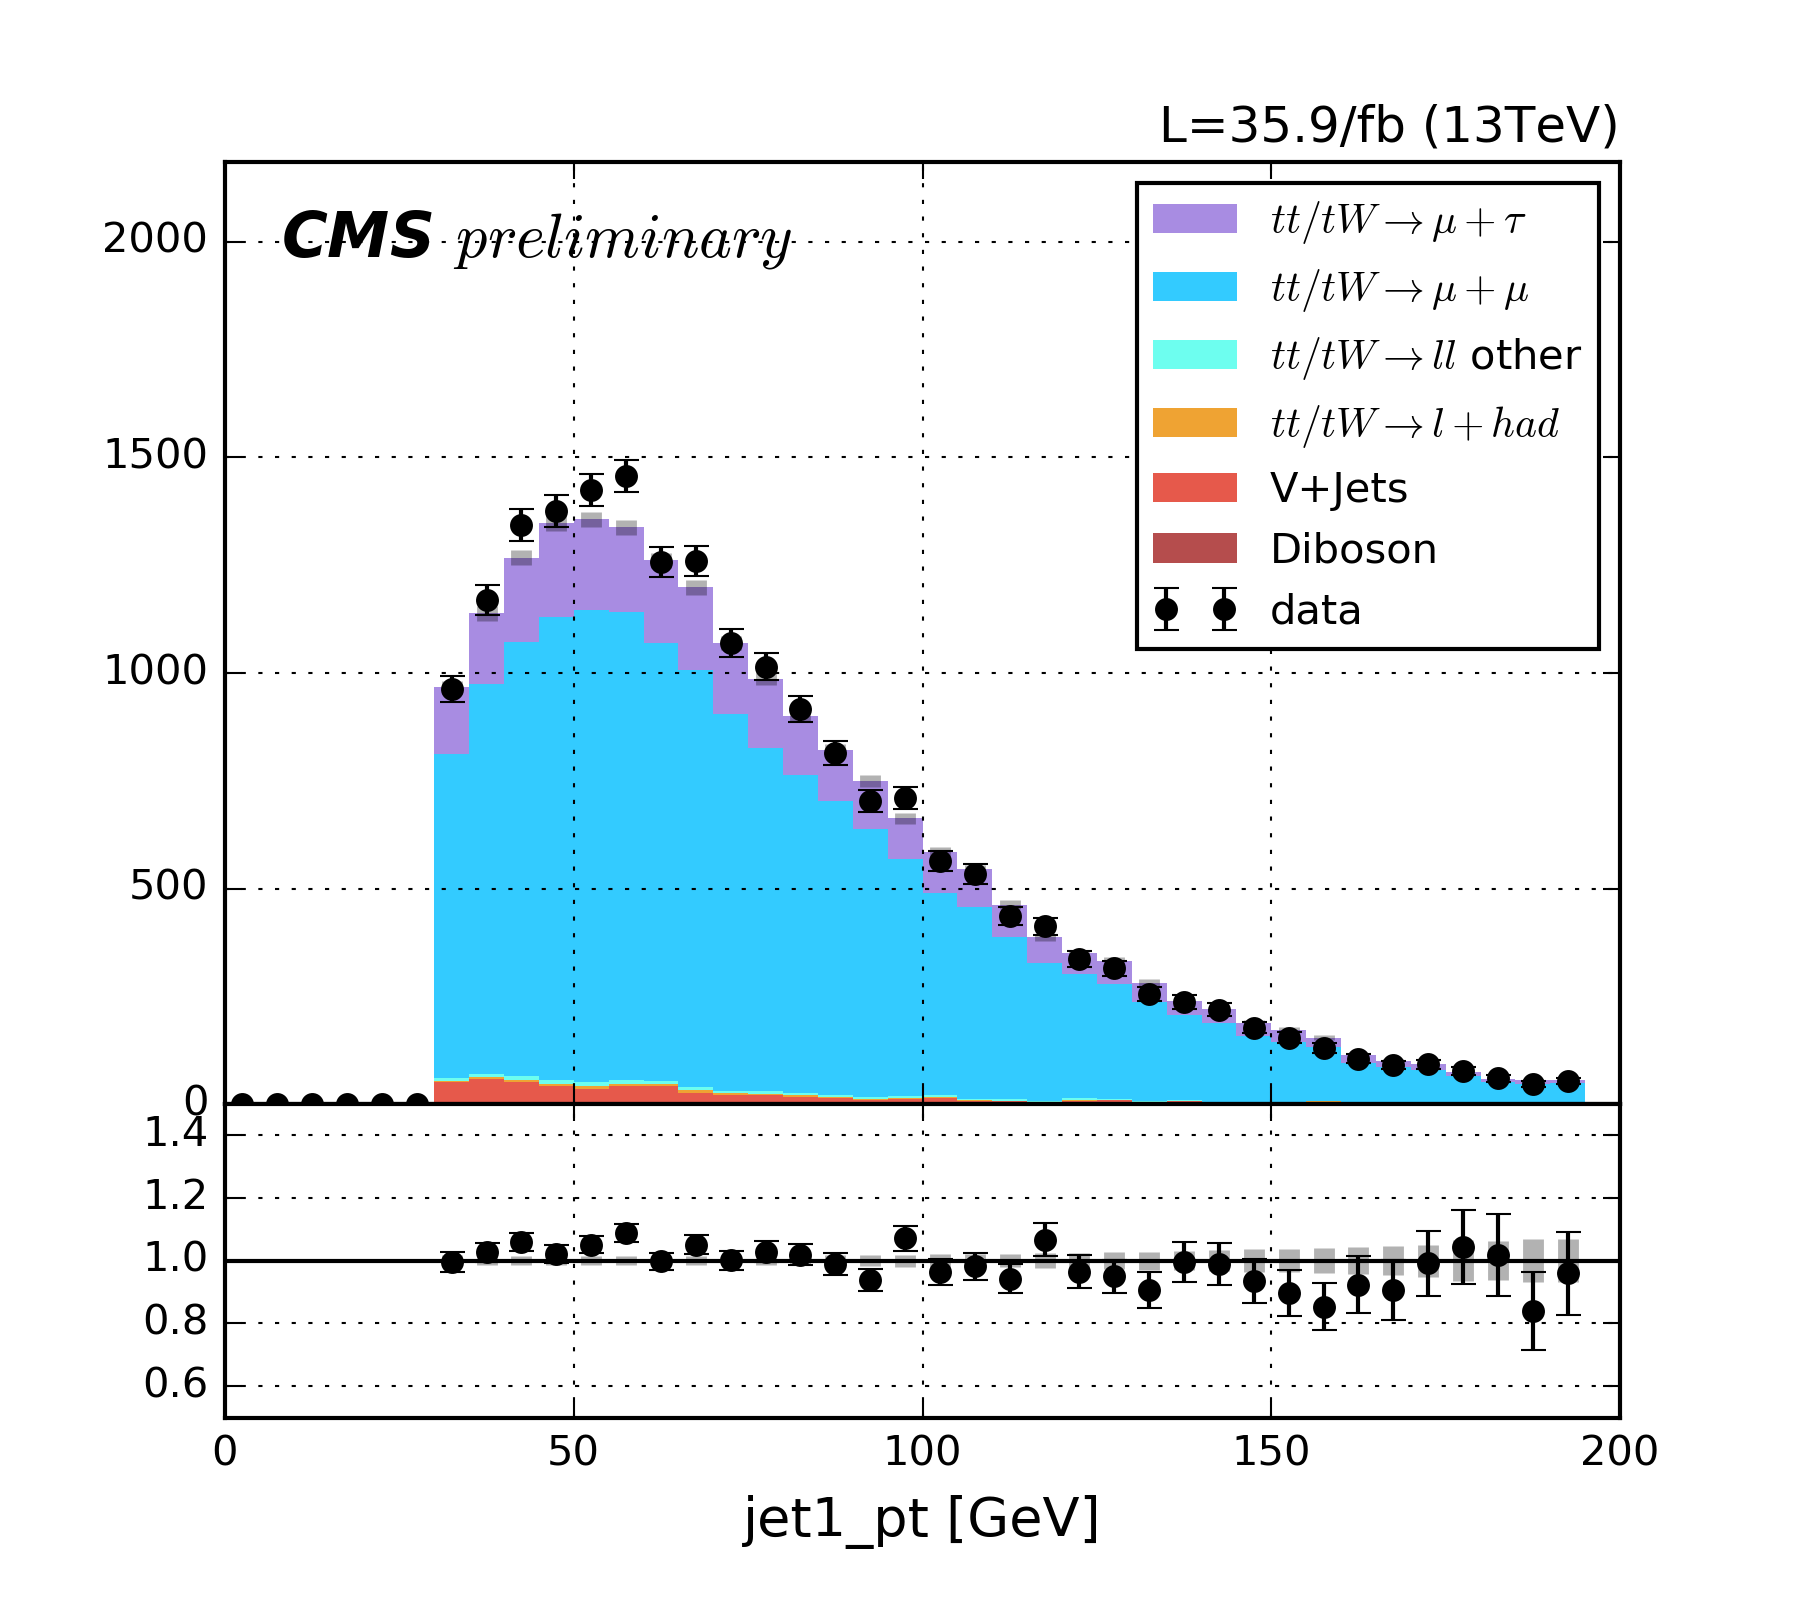 L=35.9/fb (13TeV)
CMS preliminary
tt/tW→μ+τ
tt/tW→μ+μ
tt/tW→ll other
tt/tW→l+had
V+Jets
Diboson
data
2000
1500
1000
500
0
1.4
1.2
1.0
0.8
0.6
0 50 100 150 200
jet1_pt [GeV]